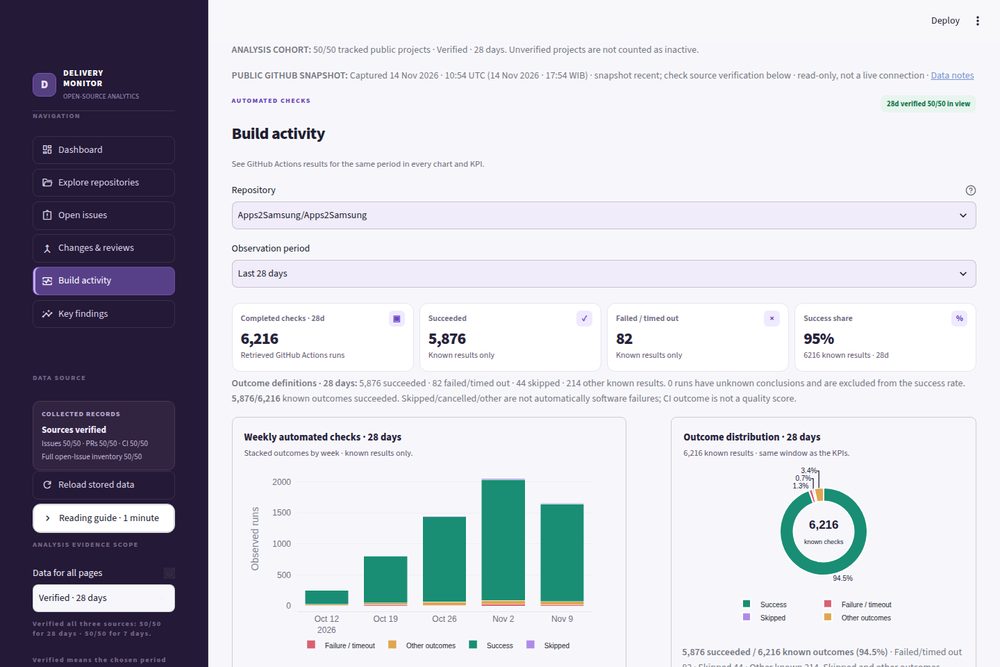 Deploy
D
DELIVERY
MONITOR
OPEN-SOURCE ANALYTICS
NAVIGATION
Dashboard
Explore repositories
Open issues
Changes & reviews
Build activity
Key findings
DATA SOURCE
COLLECTED RECORDS
Sources verified
Issues 50/50 · PRs 50/50 · CI 50/50
Full open-issue inventory 50/50
Reload stored data
Reading guide · 1 minute
ANALYSIS EVIDENCE SCOPE
Data for all pages
Verified · 28 days
Verified all three sources: 50/50
for 28 days · 50/50 for 7 days.
Verified means the chosen period
ANALYSIS COHORT: 50/50 tracked public projects · Verified · 28 days. Unverified projects are not counted as inactive.
PUBLIC GITHUB SNAPSHOT: Captured 14 Nov 2026 · 10:54 UTC (14 Nov 2026 · 17:54 WIB) · snapshot recent; check source verification below · read-only, not a live connection · Data notes
AUTOMATED CHECKS
28d verified 50/50 in view
Build activity
See GitHub Actions results for the same period in every chart and KPI.
Repository
Apps2Samsung/Apps2Samsung
Observation period
Last 28 days
Completed checks · 28d
6,216
Retrieved GitHub Actions runs
Succeeded
✓
5,876
Known results only
Failed / timed out
×
82
Known results only
Success share
%
95%
6216 known results · 28d
Outcome definitions · 28 days: 5,876 succeeded · 82 failed/timed out · 44 skipped · 214 other known results. 0 runs have unknown conclusions and are excluded from the success rate.
5,876/6,216 known outcomes succeeded. Skipped/cancelled/other are not automatically software failures; CI outcome is not a quality score.
Weekly automated checks · 28 days
Stacked outcomes by week · known results only.
Observed runs
2000
1500
1000
500
0
Oct 12
2026
Oct 19
Oct 26
Nov 2
Nov 9
Failure / timeout
Other outcomes
Success
Skipped
Outcome distribution · 28 days
6,216 known results · same window as the KPIs.
3.4%
0.7%
1.3%
6,216
known checks
94.5%
Success
Failure / timeout
Skipped
Other outcomes
5,876 succeeded / 6,216 known outcomes (94.5%) · Failed/timed out
82 · Skipped 44 · Other known 214. Skipped and other outcomes